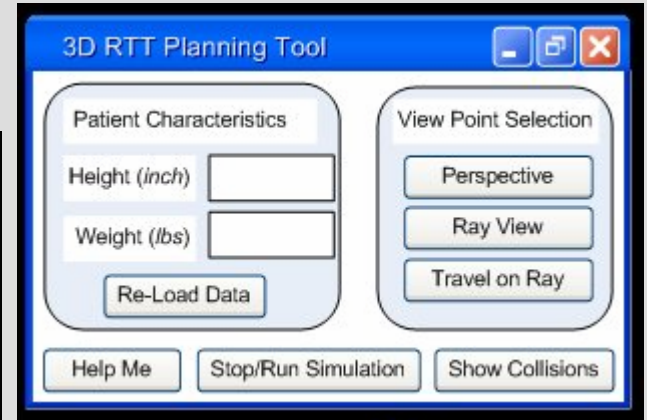 3D RTT Planning Tool
Patient Characteristics
Height (inch)
Weight (lbs)
Re-Load Data
View Point Selection
Perspective
Ray View
Travel on Ray
Help Me
Stop/Run Simulation
Show Collisions